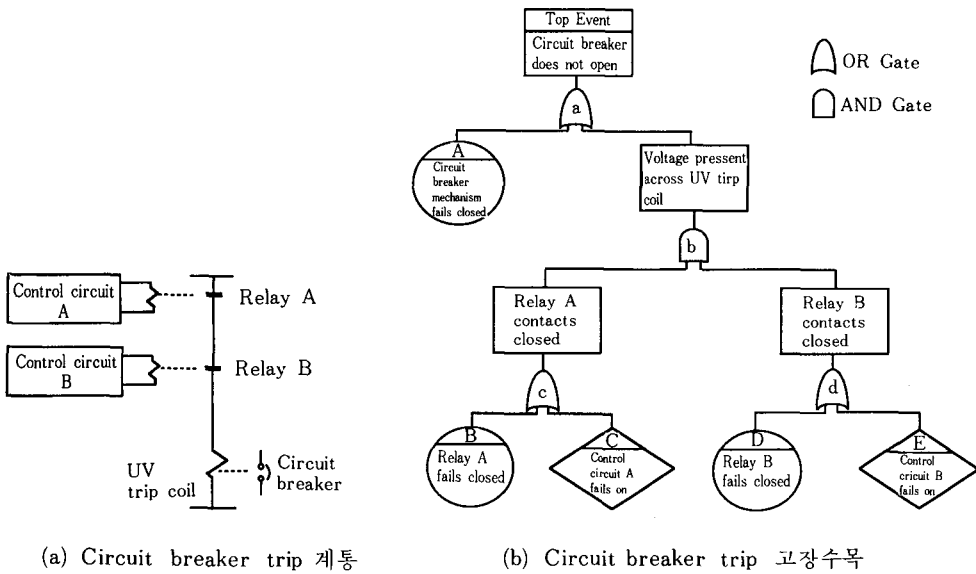 Top Event
Circuit breaker
does not open
OR Gate
AND Gate
a
A
Circuit
breaker
mechanism
fails closed
Voltage pressent
across UV tirp
coil
b
Control circuit
A
Relay A
Control circuit
B
Relay B
UV
trip coil
Circuit
breaker
Relay A
contacts
closed
Relay B
contacts
closed
c
d
B
Relay A
fails closed
C
Control
circuit A
fails on
D
Relay B
fails closed
E
Control
cricuit B
fails on
(a) Circuit breaker trip 계통
(b) Circuit breaker trip 고장수목